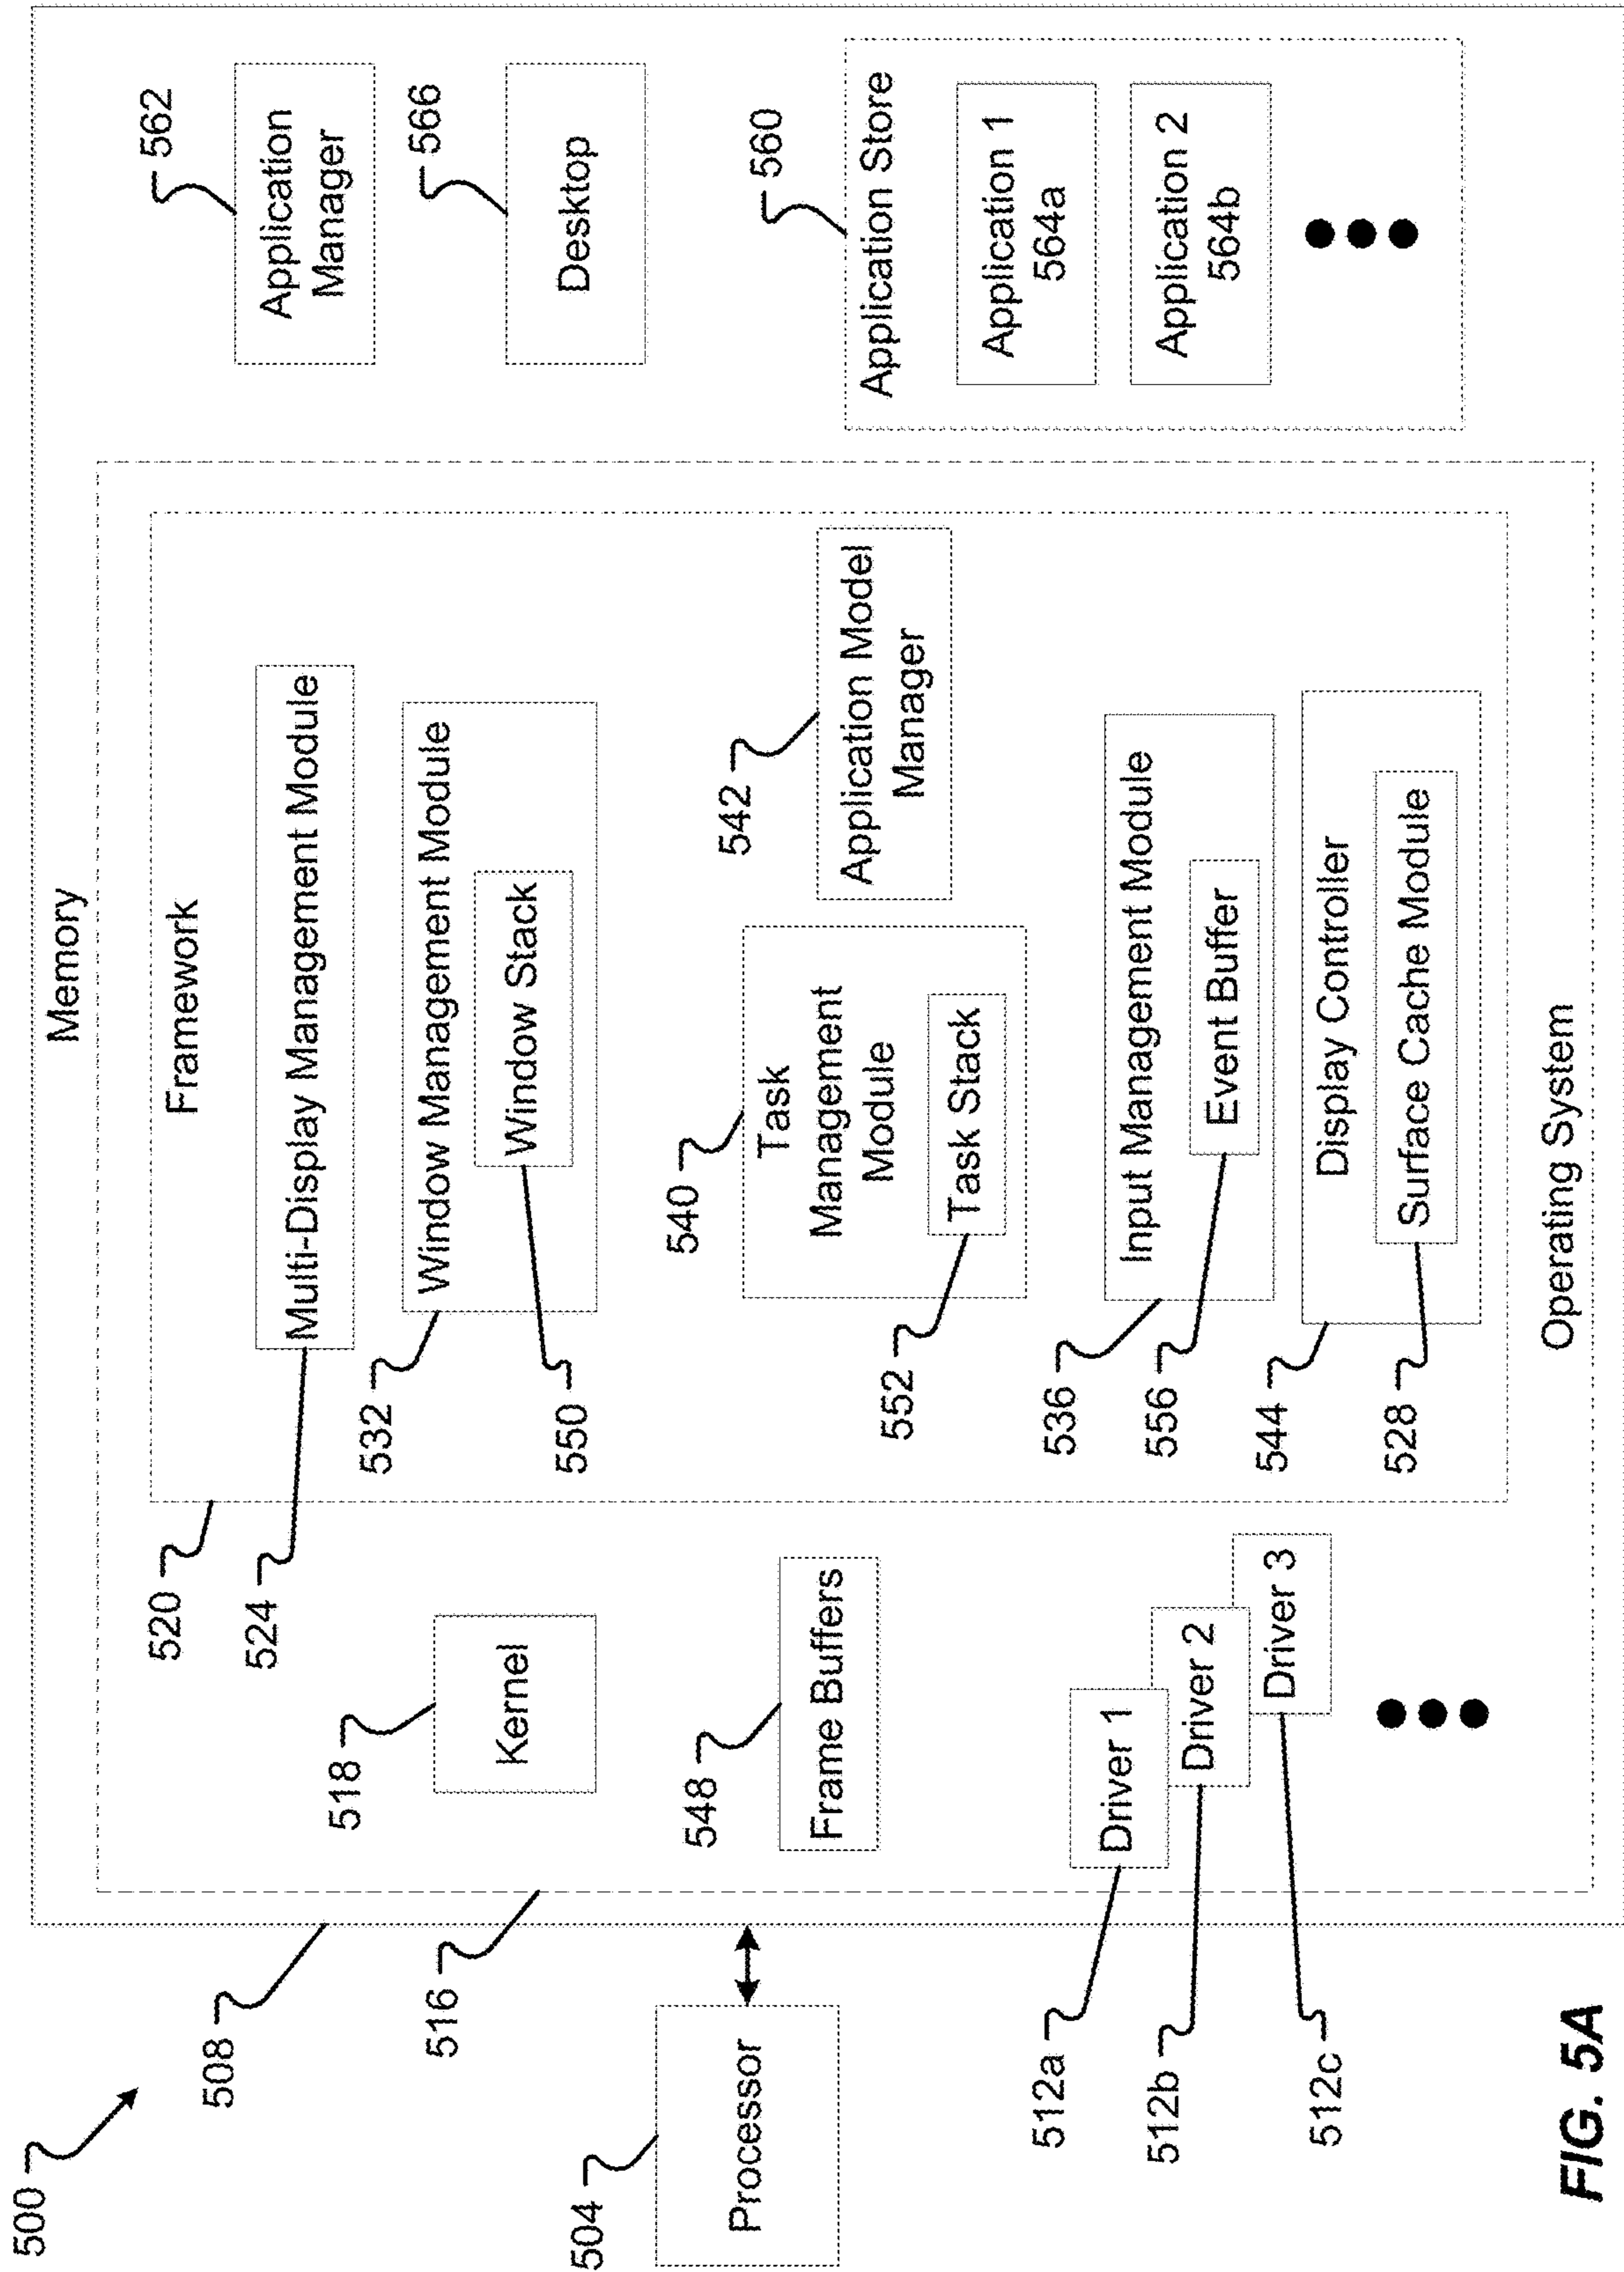 500
508
Memory
504
Processor
516
Operating System
518
Kernel
548
Frame Buffers
512a
512b
512c
Driver 1
Driver 2
Driver 3
520
Framework
524
Multi-Display Management Module
532
Window Management Module
550
Window Stack
540
Task
Management
Module
552
Task Stack
542
Application Model
Manager
536
Input Management Module
556
Event Buffer
544
Display Controller
528
Surface Cache Module
562
Application
Manager
566
Desktop
560
Application Store
Application 1
564a
Application 2
564b
FIG. 5A